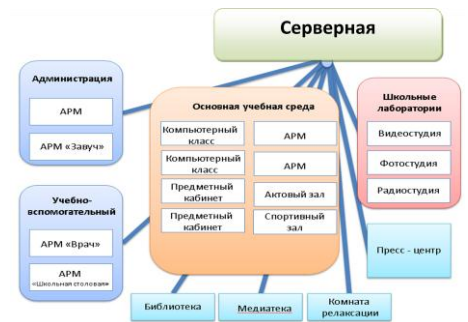 Серверная
Администрация
АРМ
АРМ «Завуч»
Учебно-
вспомогательный
АРМ «Врач»
АРМ
«Школьная столовая»
Основная учебная среда
Компьютерный
класс
АРМ
Компьютерный
класс
АРМ
Предметный
кабинет
Актовый зал
Предметный
кабинет
Спортивный
зал
Школьные
лаборатории
Видеостудия
Фотостудия
Радиостудия
Пресс - центр
Библиотека
Медиатека
Комната
релаксации